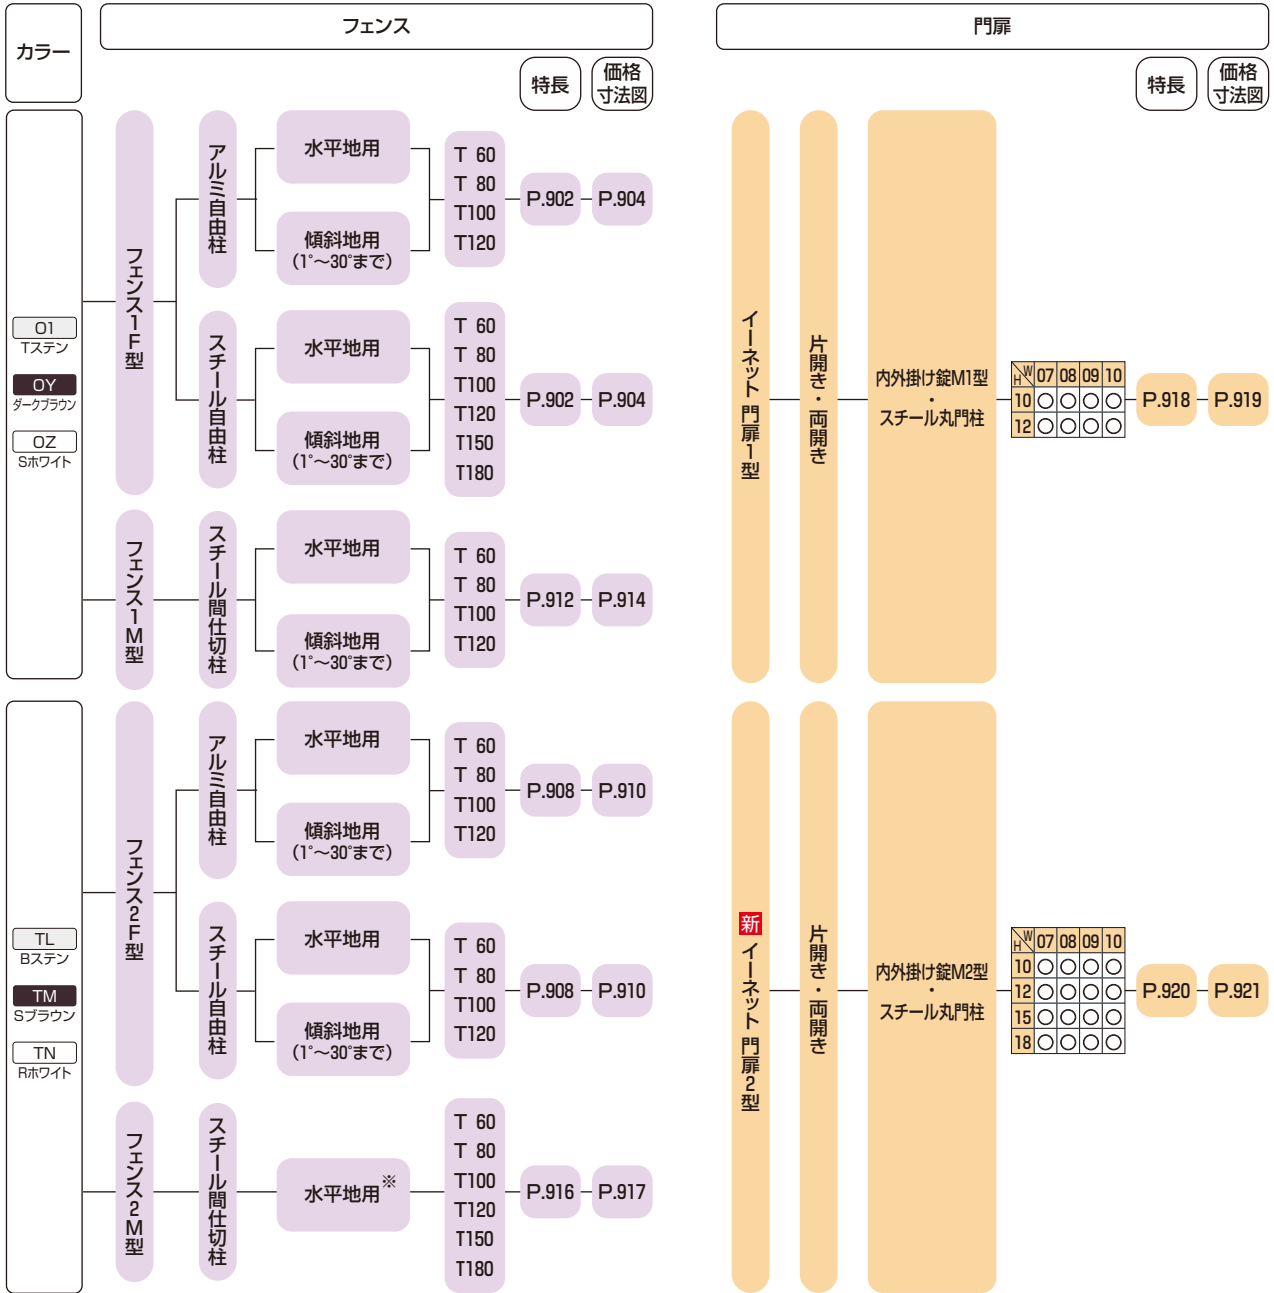 カラー
フェンス
特長
価格
寸法図
門扉
特長
価格
寸法図
O1
Tステン
OY
ダークブラウン
OZ
Sホワイト
フェンス1F型
アルミ自由柱
水平地用
傾斜地用
(1°～30°まで)
T 60
T 80
T100
T120
P.902
P.904
スチール自由柱
水平地用
傾斜地用
(1°～30°まで)
T 60
T 80
T100
T120
T150
T180
P.902
P.904
フェンス1M型
スチール間仕切柱
水平地用
傾斜地用
(1°～30°まで)
T 60
T 80
T100
T120
P.912
P.914
イーネット 門扉1型
片開き・両開き
内外掛け錠M1型
・
スチール丸門柱
H W 07 08 09 10
10 ○ ○ ○ ○
12 ○ ○ ○ ○
P.918
P.919
TL
Bステン
TM
Sブラウン
TN
Rホワイト
フェンス2F型
アルミ自由柱
水平地用
傾斜地用
(1°～30°まで)
T 60
T 80
T100
T120
P.908
P.910
スチール自由柱
水平地用
傾斜地用
(1°～30°まで)
T 60
T 80
T100
T120
P.908
P.910
フェンス2M型
スチール間仕切柱
水平地用※
T 60
T 80
T100
T120
T150
T180
P.916
P.917
新 イーネット 門扉2型
片開き・両開き
内外掛け錠M2型
・
スチール丸門柱
H W 07 08 09 10
10 ○ ○ ○ ○
12 ○ ○ ○ ○
15 ○ ○ ○ ○
18 ○ ○ ○ ○
P.920
P.921